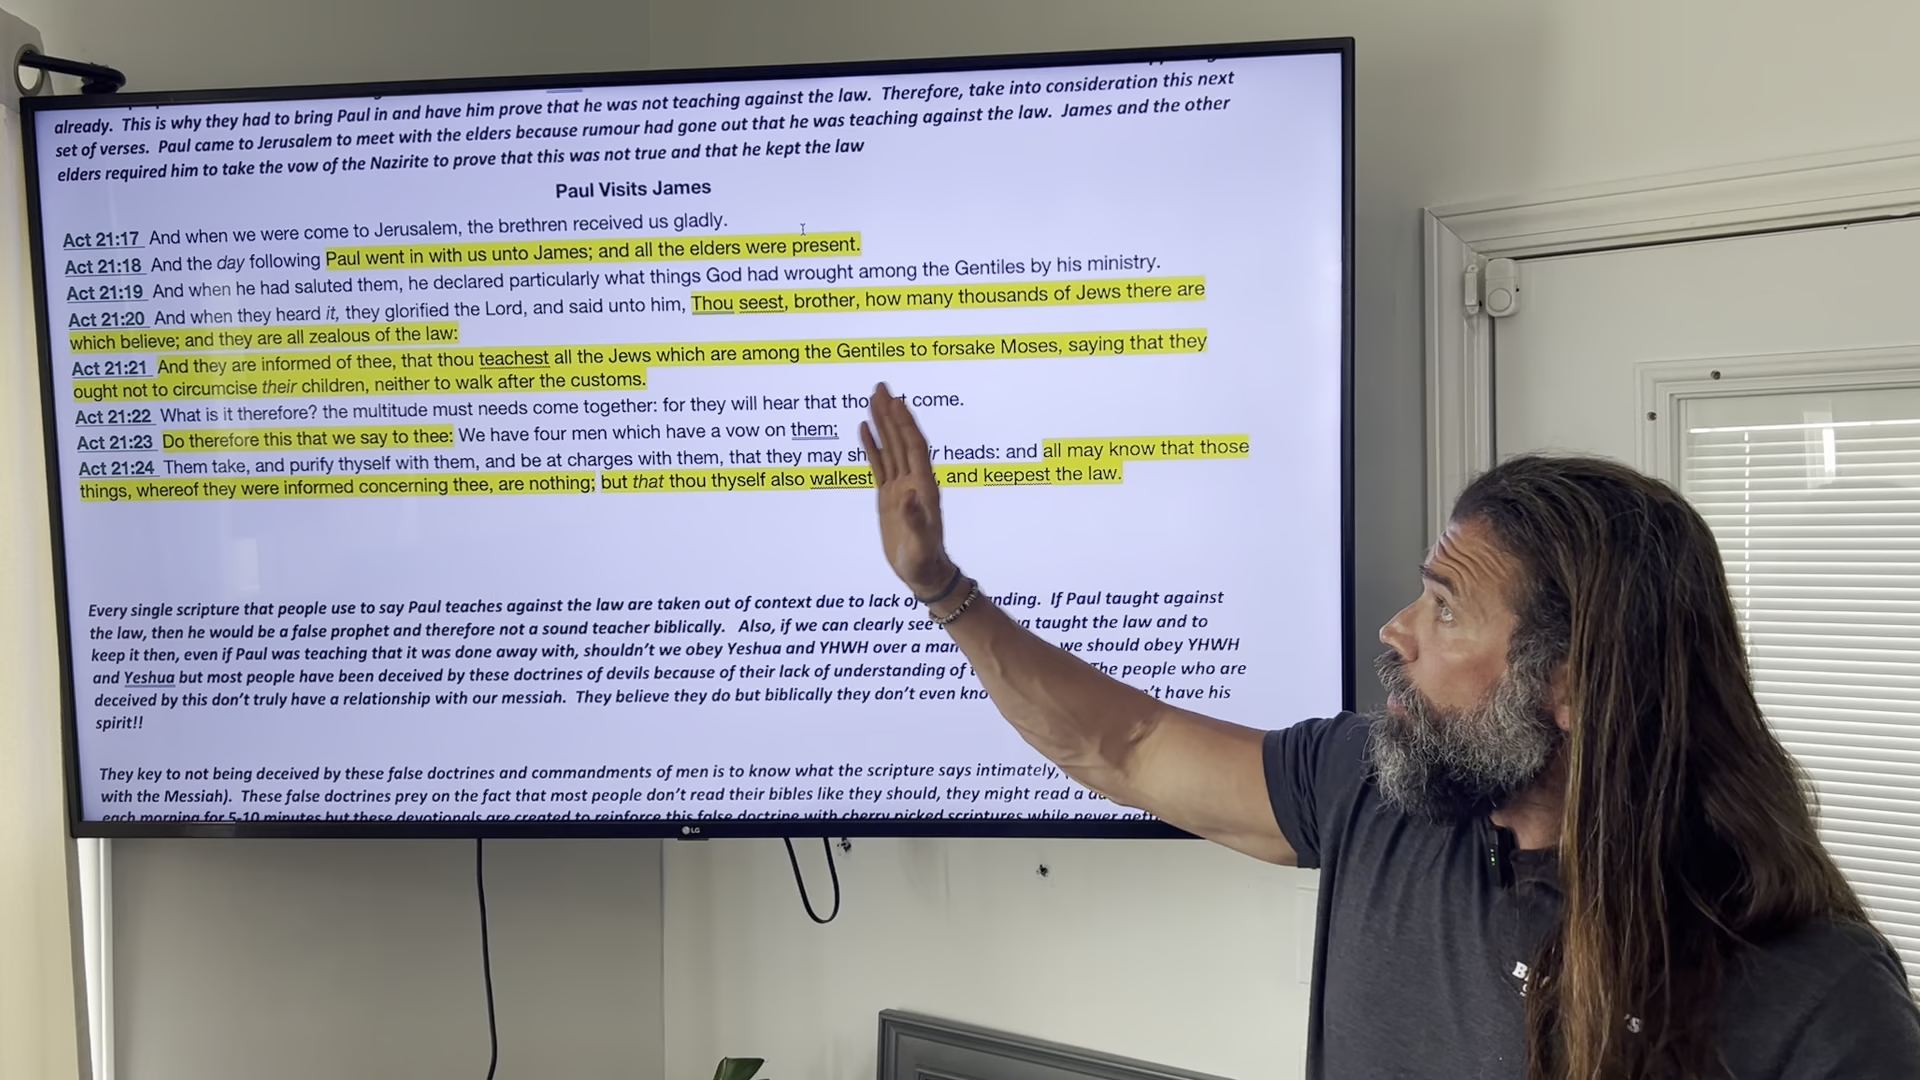 already. This is why they had to bring Paul in and have him prove that he was not teaching against the law. Therefore, take into consideration this next
set of verses. Paul came to Jerusalem to meet with the elders because rumour had gone out that he was teaching against the law. James and the other
elders required him to take the vow of the Nazirite to prove that this was not true and that he kept the law
Paul Visits James
Act 21:17 And when we were come to Jerusalem, the brethren received us gladly.
Act 21:18 And the day following Paul went in with us unto James; and all the elders were present.
Act 21:19 And when he had saluted them, he declared particularly what things God had wrought among the Gentiles by his ministry.
Act 21:20 And when they heard it, they glorified the Lord, and said unto him, Thou seest, brother, how many thousands of Jews there are
which believe; and they are all zealous of the law:
Act 21:21 And they are informed of thee, that thou teachest all the Jews which are among the Gentiles to forsake Moses, saying that they
ought not to circumcise their children, neither to walk after the customs.
Act 21:22 What is it therefore? the multitude must needs come together: for they will hear that come.
Act 21:23 Do therefore this that we say to thee: We have four men which have a vow on them;
Act 21:24 Them take, and purify thyself with them, and be at charges with them, that they may heads: and all may know that those
things, whereof they were informed concerning thee, are nothing; but that thou thyself also walkest , and keepest the law.
Every single scripture that people use to say Paul teaches against the law are taken out of context due to lack of If Paul taught against
the law, then he would be a false prophet and therefore not a sound teacher biblically. Also, if we can clearly see taught the law and to
keep it then, even if Paul was teaching that it was done away with, shouldn't we obey Yeshua and YHWH over a we should obey YHWH
and Yeshua but most people have been deceived by these doctrines of devils because of their lack of understanding of The people who are
deceived by this don't truly have a relationship with our messiah. They believe they do but biblically they don't even have his
spirit!!
They key to not being deceived by these false doctrines and commandments of men is to know what the scripture says intimately,
with the Messiah). These false doctrines prey on the fact that most people don't read their bibles like they should, they might read a
each morning for 5-10 minutes but these devotionals are created to reinforce this false doctrine with cherry picked scriptures while never
LG